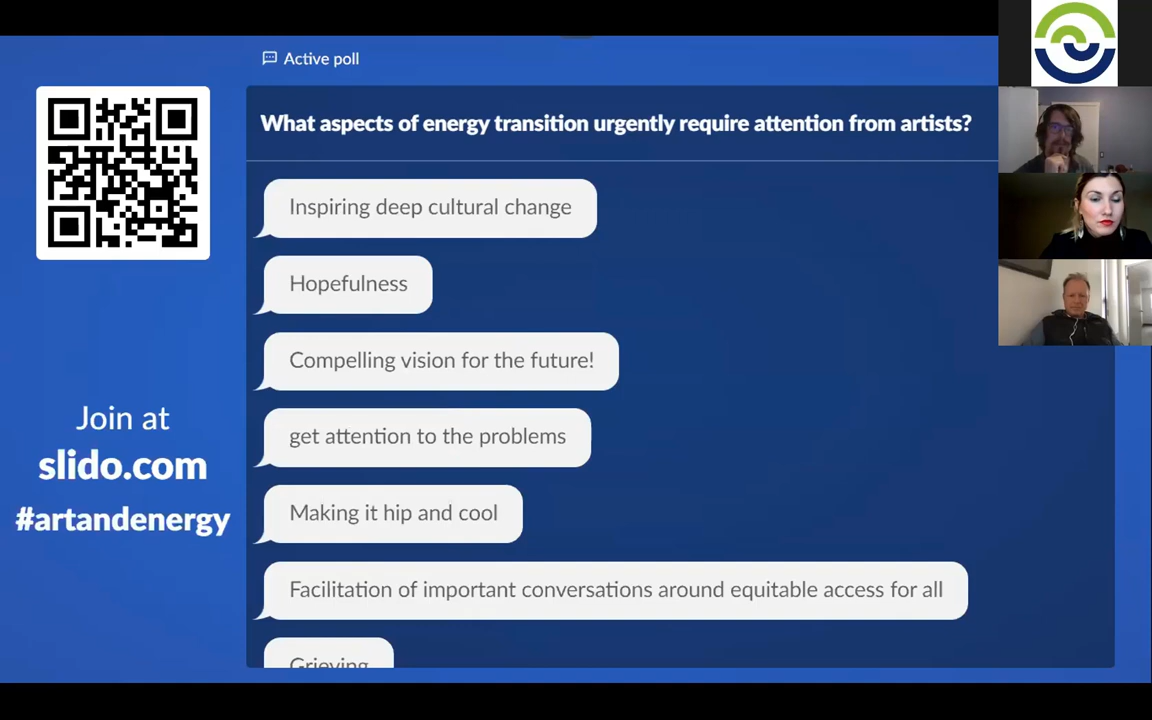 Active poll
What aspects of energy transition urgently require attention from artists?
Inspiring deep cultural change
Hopefulness
Compelling vision for the future!
get attention to the problems
Making it hip and cool
Facilitation of important conversations around equitable access for all
Grieving
Join at
slido.com
#artandenergy